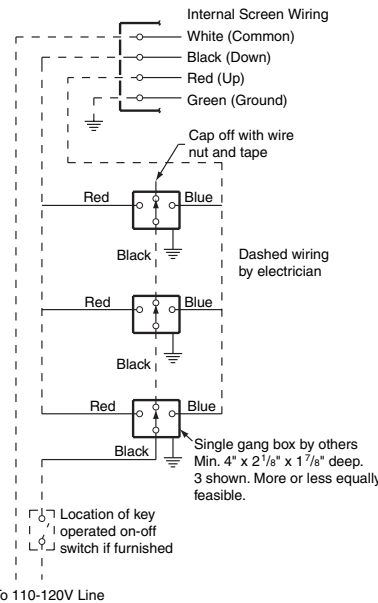 Internal Screen Wiring
White (Common)
Black (Down)
Red (Up)
Green (Ground)
Cap off with wire
nut and tape
Red
Blue
Black
Dashed wiring
by electrician
Red
Blue
Black
Red
Blue
Black
Single gang box by others
Min. 4" x 2 1/8" x 1 7/8" deep.
3 shown. More or less equally
feasible.
Location of key
operated on-off
switch if furnished
To 110-120V Line